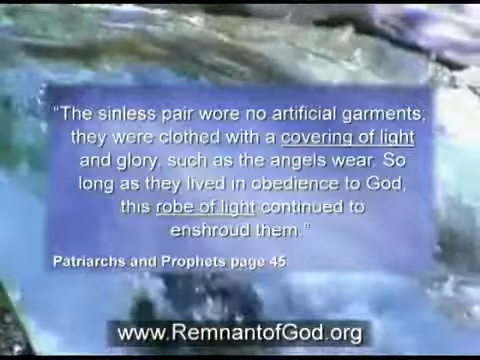 “The sinless pair wore no artificial garments;
they were clothed with a covering of light
and glory, such as the angels wear. So
long as they lived in obedience to God,
this robe of light continued to
enshroud them.”
Patriarchs and Prophets page 45
www.RemnantofGod.org